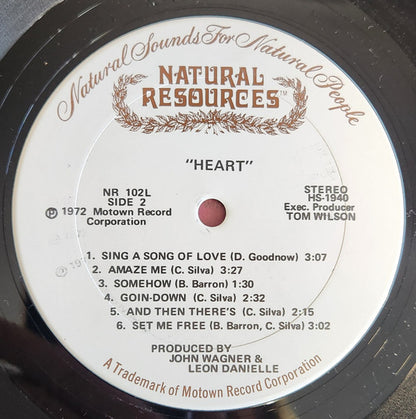 Natural Sounds For Natural People
NATURAL
RESOURCES™
"HEART"
NR 102L
SIDE 2
℗ 1972 Motown Record
Corporation
STEREO
HS-1940
Exec. Producer
TOM WILSON
1. SING A SONG OF LOVE (D. Goodnow) 3:07
2. AMAZE ME (C. Silva) 3:27
3. SOMEHOW (B. Barron) 1:30
4. GOIN-DOWN (C. Silva) 2:32
5. AND THEN THERE'S (C. Silva) 2:15
6. SET ME FREE (B. Barron, C. Silva) 3:02
PRODUCED BY
JOHN WAGNER &
LEON DANIELLE
A Trademark of Motown Record Corporation